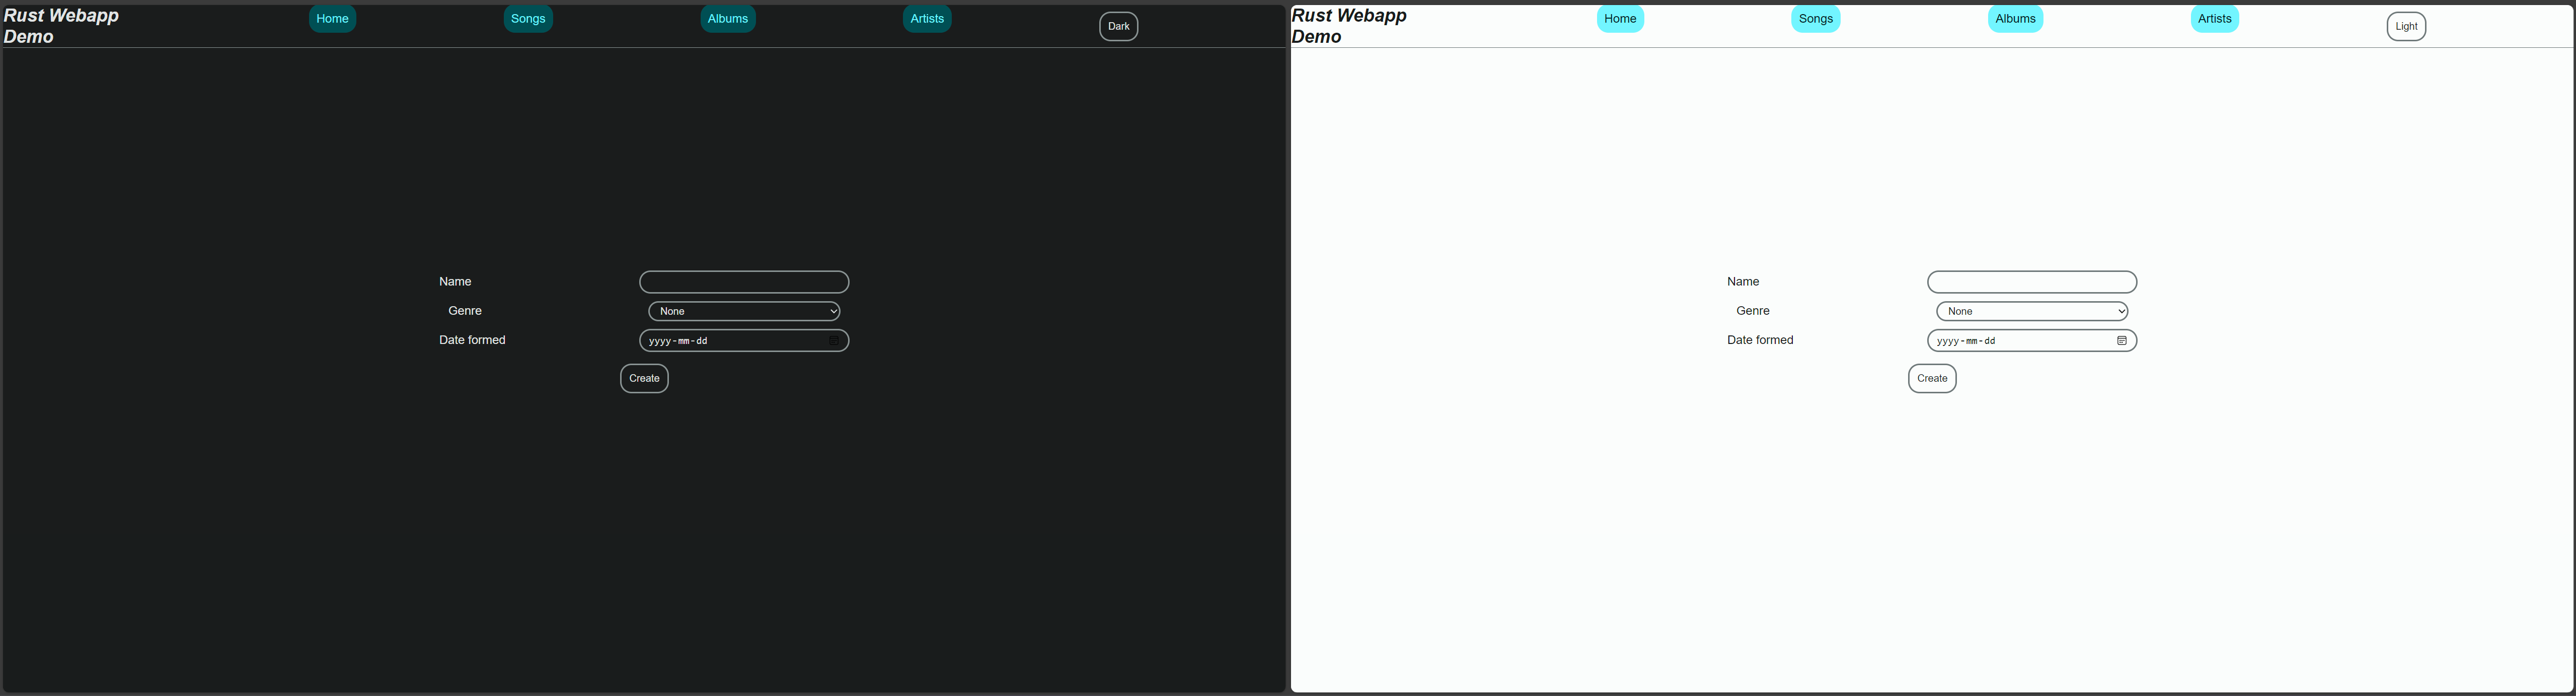 Rust Webapp
Demo
Home
Songs
Albums
Artists
Dark
Name
Genre
None
Date formed
yyyy-mm-dd
Create
Rust Webapp
Demo
Home
Songs
Albums
Artists
Light
Name
Genre
None
Date formed
yyyy-mm-dd
Create